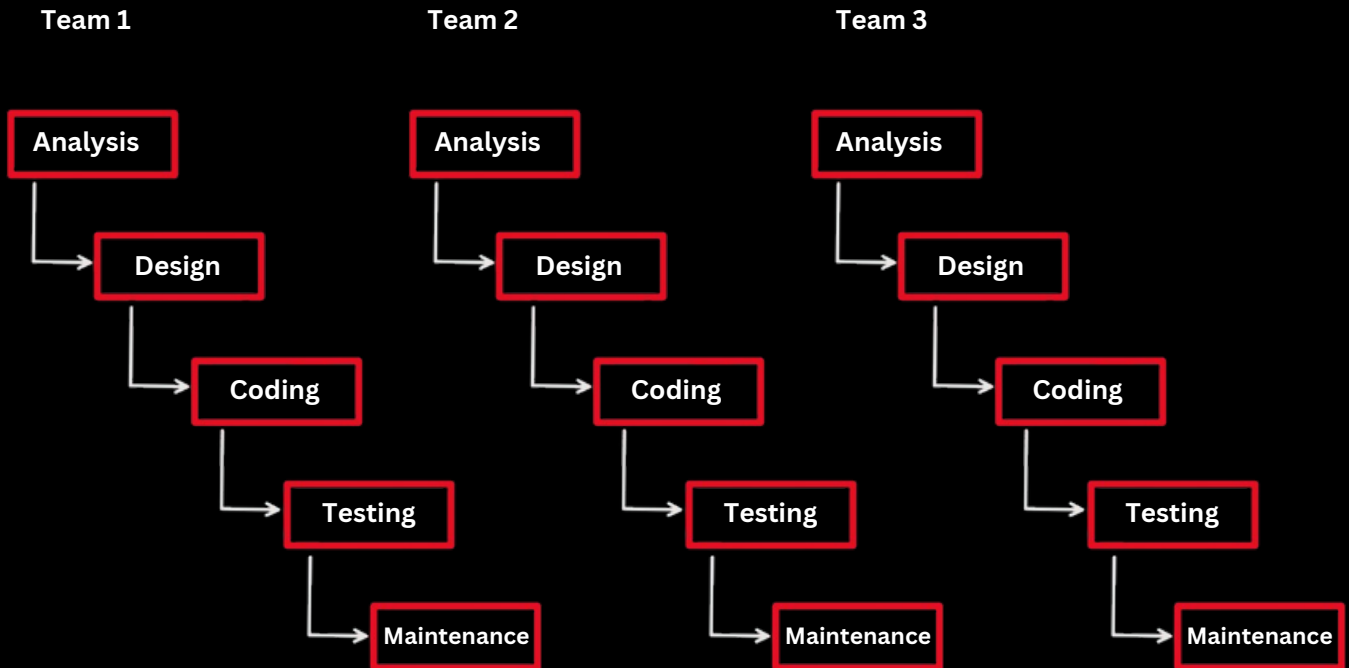 Team 1
Team 2
Team 3
Analysis
Analysis
Analysis
Design
Design
Design
Coding
Coding
Coding
Testing
Testing
Testing
Maintenance
Maintenance
Maintenance